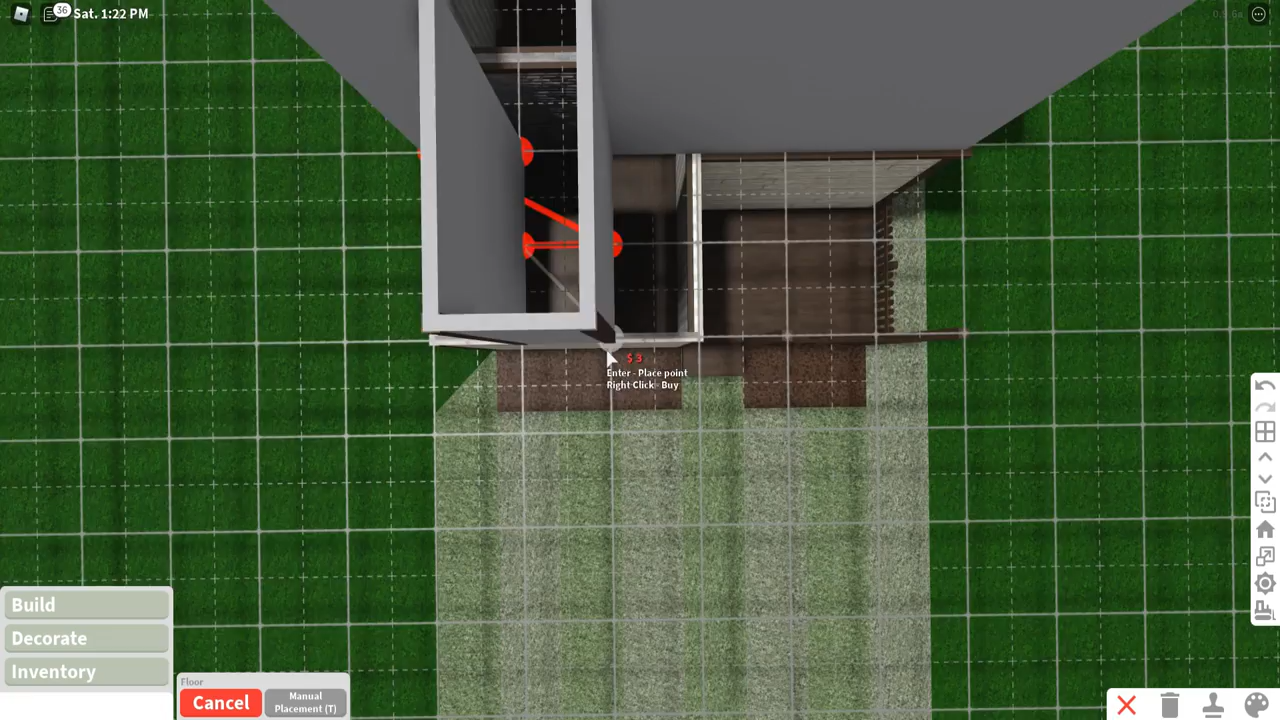 36
Sat. 1:22 PM
$ 3
Enter - Place point
Right Click - Buy
Build
Decorate
Inventory
Floor
Cancel
Manual
Placement (T)